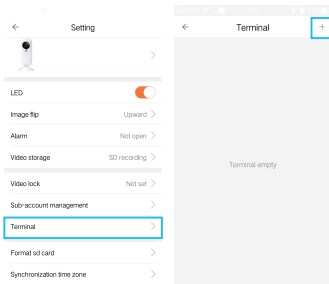 Setting
LED
Image flip Upward
Alarm Not open
Video storage SD recording
Video lock Not set
Sub-account management
Terminal
Format sd card
Synchronization time zone
Terminal
Terminal empty